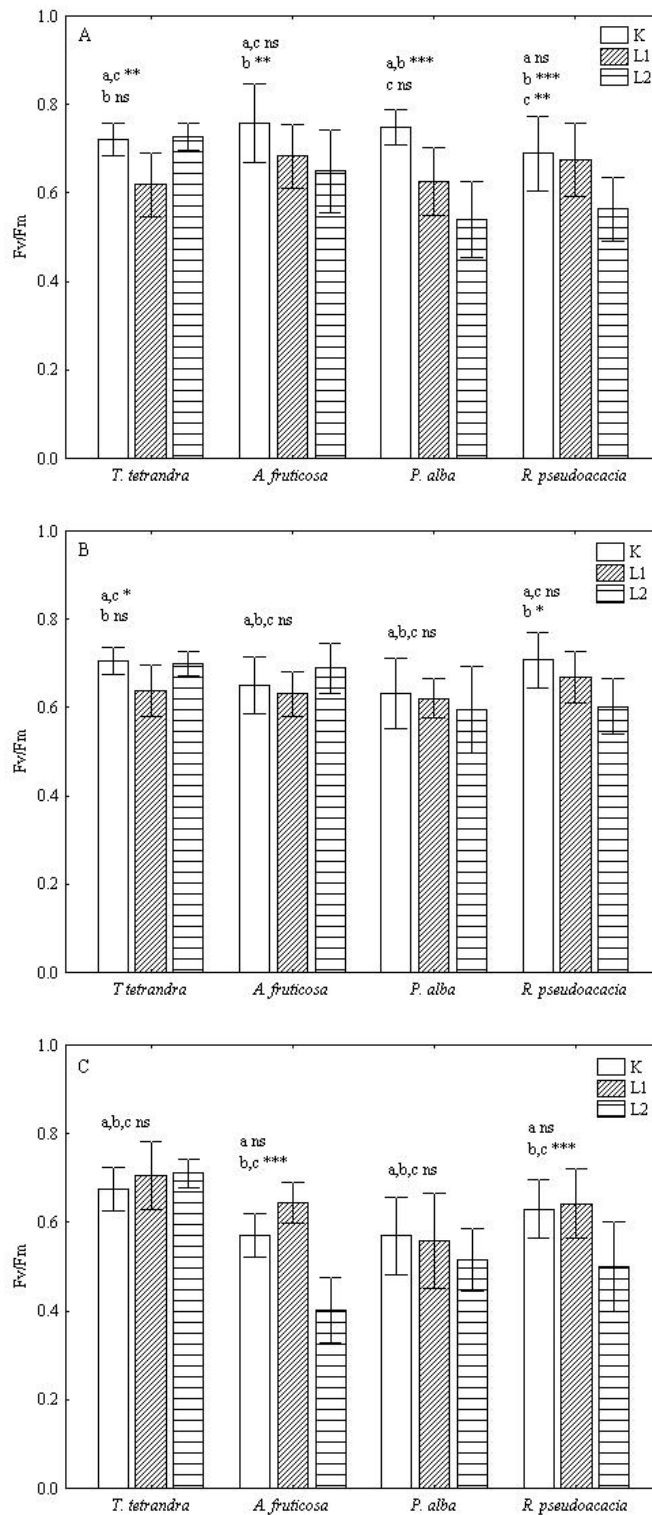 A
K
L1
L2
a,c **
b ns
a,c ns
b **
a,b ***
c ns
a ns
b ***
c **
1.0
0.8
0.6
0.4
0.2
0.0
Fv/Fm
T. tetrandra A. fruticosa P. alba R. pseudoacacia
B
K
L1
L2
a,c *
b ns
a,b,c ns
a,b,c ns
a,c ns
b *
1.0
0.8
0.6
0.4
0.2
0.0
Fv/Fm
T tetrandra A. fruticosa P. alba R. pseudoacacia
C
K
L1
L2
a,b,c ns
a ns
b,c ***
a,b,c ns
a ns
b,c ***
1.0
0.8
0.6
0.4
0.2
0.0
Fv/Fm
T. tetrandra A. fruticosa P. alba R. pseudoacacia